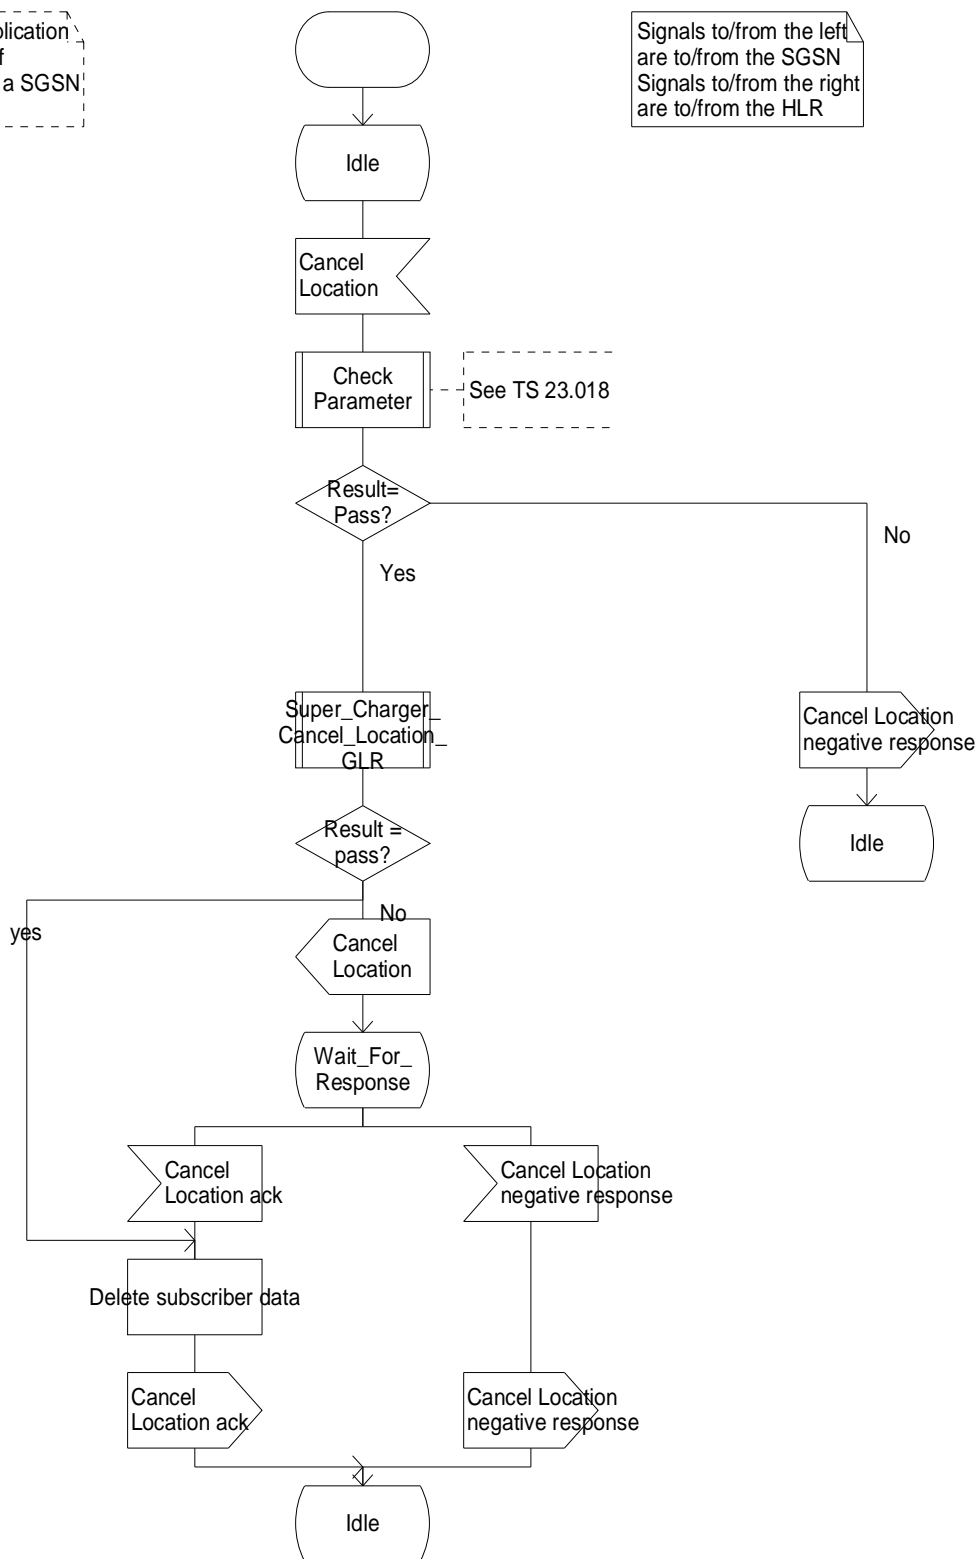 a SGSN
Signals to/from the left
are to/from the SGSN
Signals to/from the right
are to/from the HLR
Idle
Cancel
Location
Check
Parameter
See TS 23.018
Result=
Pass?
No
Yes
Super_Charger_
Cancel_Location_
GLR
Cancel Location
negative response
Result =
pass?
Idle
yes
No
Cancel
Location
Wait_For_
Response
Cancel
Location ack
Cancel Location
negative response
Delete subscriber data
Cancel
Location ack
Cancel Location
negative response
Idle